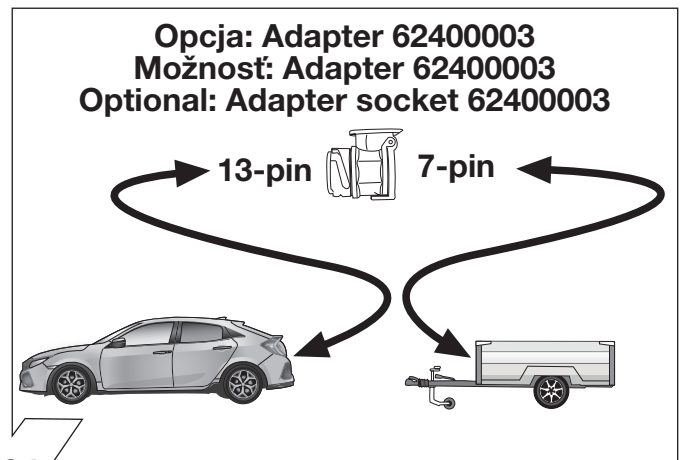 Opcja: Adapter 62400003
Možnosť: Adapter 62400003
Optional: Adapter socket 62400003
13-pin 7-pin